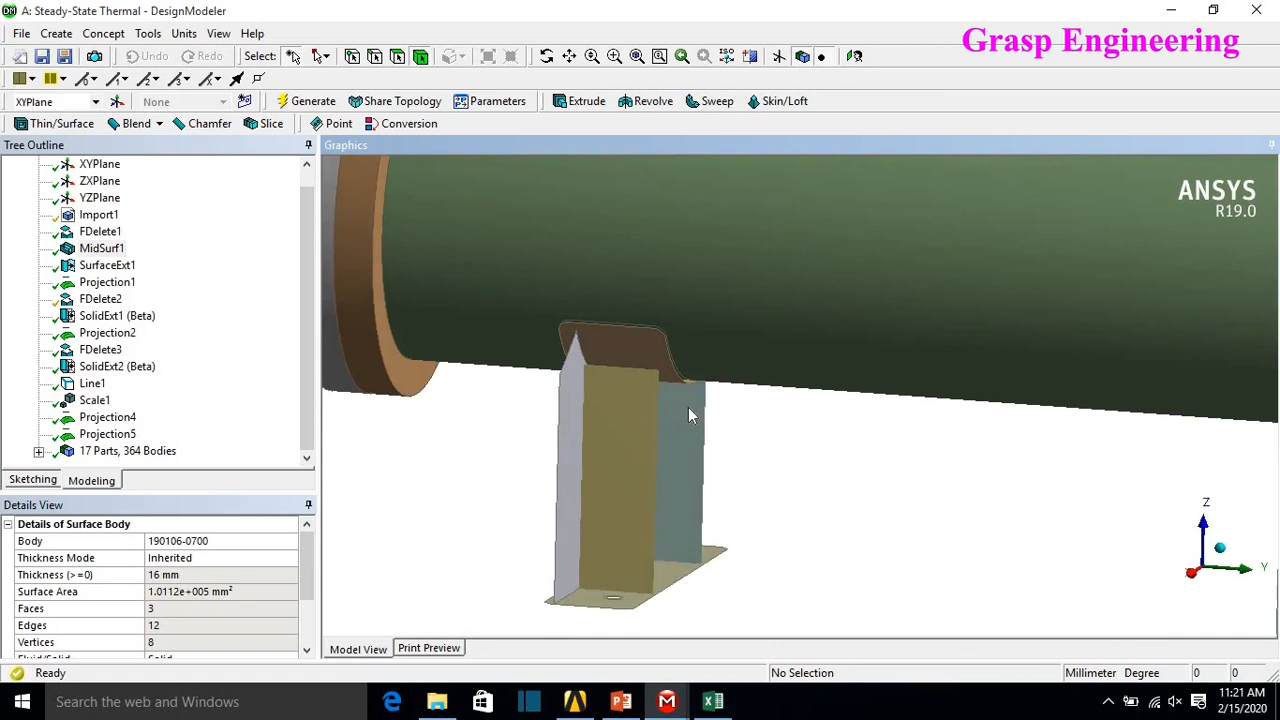 A: Steady-State Thermal - DesignModeler
Grasp Engineering
File Create Concept Tools Units View Help
Undo Redo Select:
XYPlane None Generate Share Topology Parameters Extrude Revolve Sweep Skin/Loft
Thin/Surface Blend Chamfer Slice Point Conversion
Tree Outline
XYPlane
ZXPlane
YZPlane
Import1
FDelete1
MidSurf1
SurfaceExt1
Projection1
FDelete2
SolidExt1 (Beta)
Projection2
FDelete3
SolidExt2 (Beta)
Line1
Scale1
Projection4
Projection5
17 Parts, 364 Bodies
Sketching Modeling
Details View
Details of Surface Body
Body 190106-0700
Thickness Mode Inherited
Thickness (>=0) 16 mm
Surface Area 1.0112e+005 mm²
Faces 3
Edges 12
Vertices 8
Graphics
ANSYS
R19.0
Z
Y
Model View Print Preview
Ready No Selection Millimeter Degree 0 0
Search the web and Windows
11:21 AM
2/15/2020